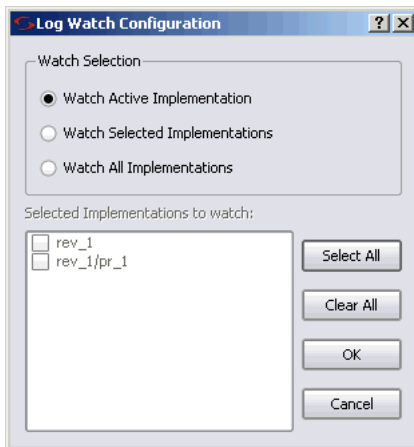 Log Watch Configuration
Watch Selection
Watch Active Implementation
Watch Selected Implementations
Watch All Implementations
Selected Implementations to watch:
rev_1
rev_1/pr_1
Select All
Clear All
OK
Cancel